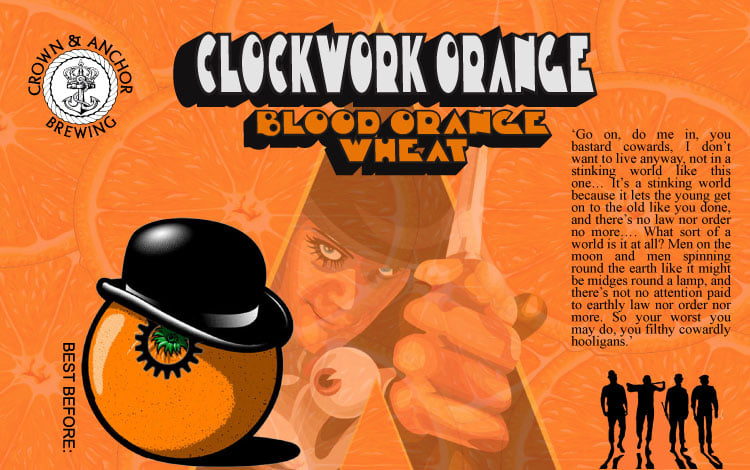 CROWN & ANCHOR
BREWING
CLOCKWORK ORANGE
BLOOD ORANGE
WHEAT
‘Go on, do me in, you
bastard cowards, I don’t
want to live anyway, not in a
stinking world like this
one… It’s a stinking world
because it lets the young get
on to the old like you done,
and there’s no law nor order
no more…. What sort of a
world is it at all? Men on the
moon and men spinning
round the earth like it might
be midges round a lamp, and
there’s not no attention paid
to earthly law nor order nor
more. So your worst you
may do, you filthy cowardly
hooligans.’
BEST BEFORE: